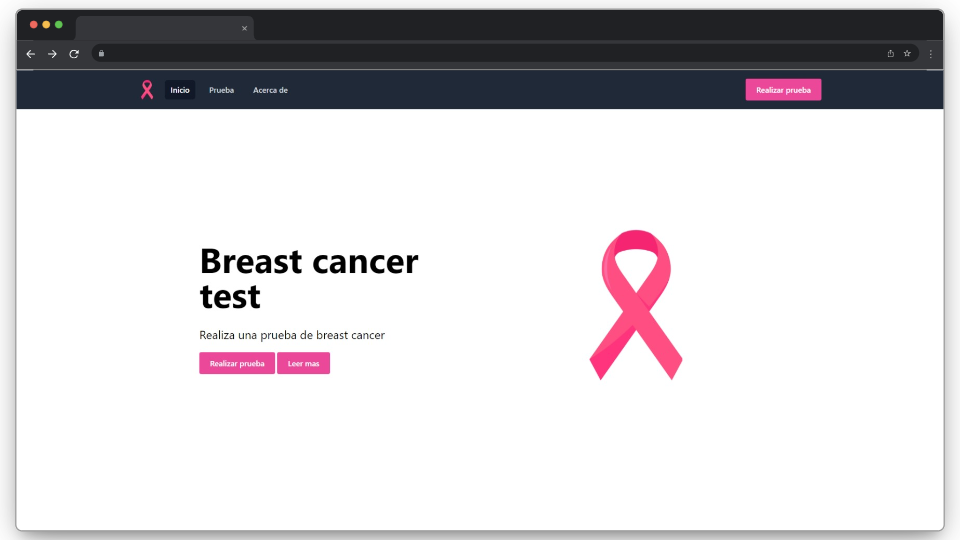 Inicio Prueba Acerca de Realizar prueba
Breast cancer
test
Realiza una prueba de breast cancer
Realizar prueba Leer mas